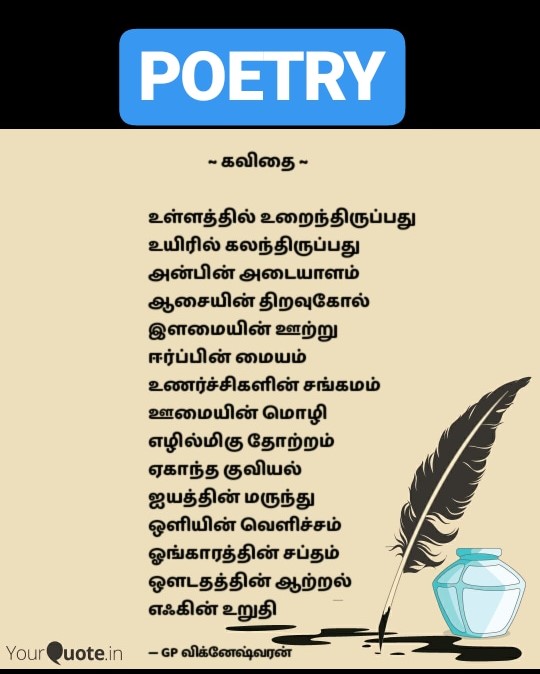 POETRY
~ கவிதை ~
உள்ளத்தில் உறைந்திருப்பது
உயிரில் கலந்திருப்பது
அன்பின் அடையாளம்
ஆசையின் திறவுகோல்
இளமையின் ஊற்று
ஈர்ப்பின் மையம்
உணர்ச்சிகளின் சங்கமம்
ஊமையின் மொழி
எழில்மிகு தோற்றம்
ஏகாந்த குவியல்
ஐயத்தின் மருந்து
ஒளியின் வெளிச்சம்
ஓங்காரத்தின் சப்தம்
ஔடதத்தின் ஆற்றல்
எஃகின் உறுதி
— GP விக்னேஷ்வரன்
YourQuote.in